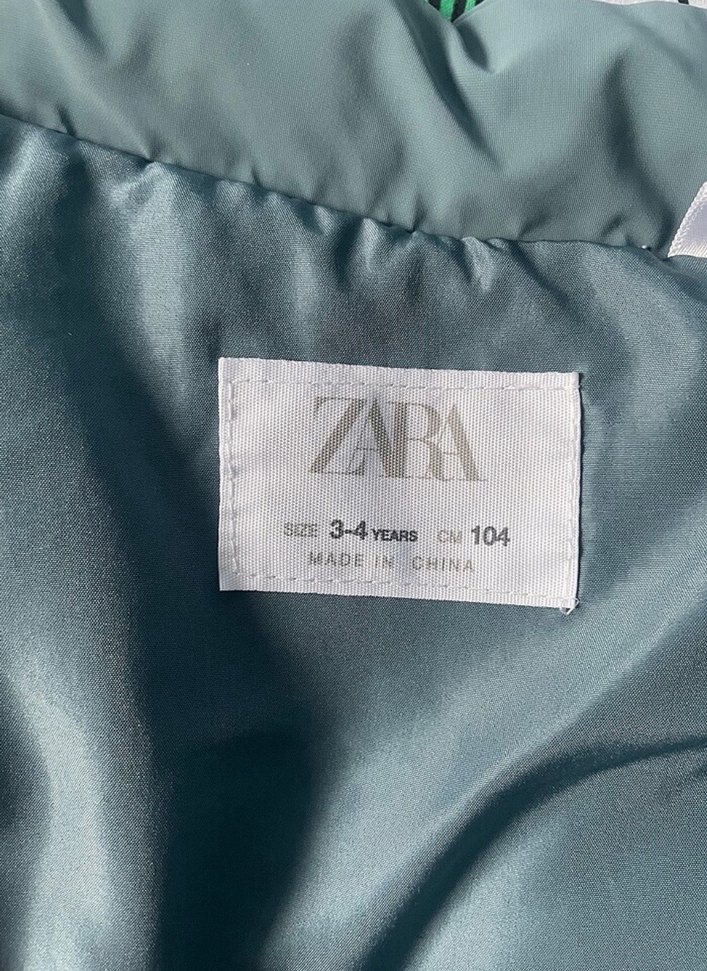 ZARA
SIZE 3-4 YEARS CM 104
MADE IN CHINA